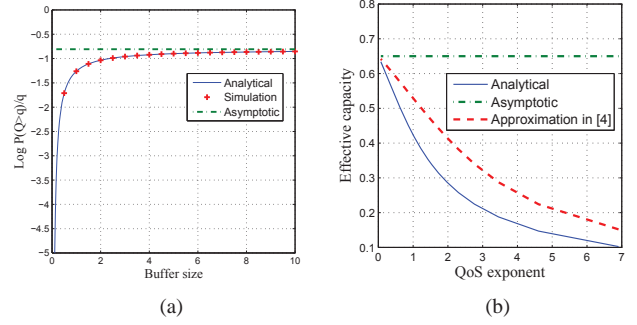 0
-0.5
-1
-1.5
-2
-2.5
-3
-3.5
-4
-4.5
-5
Log P(Q>q)/q
Analytical
Simulation
Asymptotic
0 2 4 6 8 10
Buffer size
(a)
0.8
0.7
0.6
0.5
0.4
0.3
0.2
0.1
Effective capacity
Analytical
Asymptotic
Approximation in [4]
0 1 2 3 4 5 6 7
QoS exponent
(b)